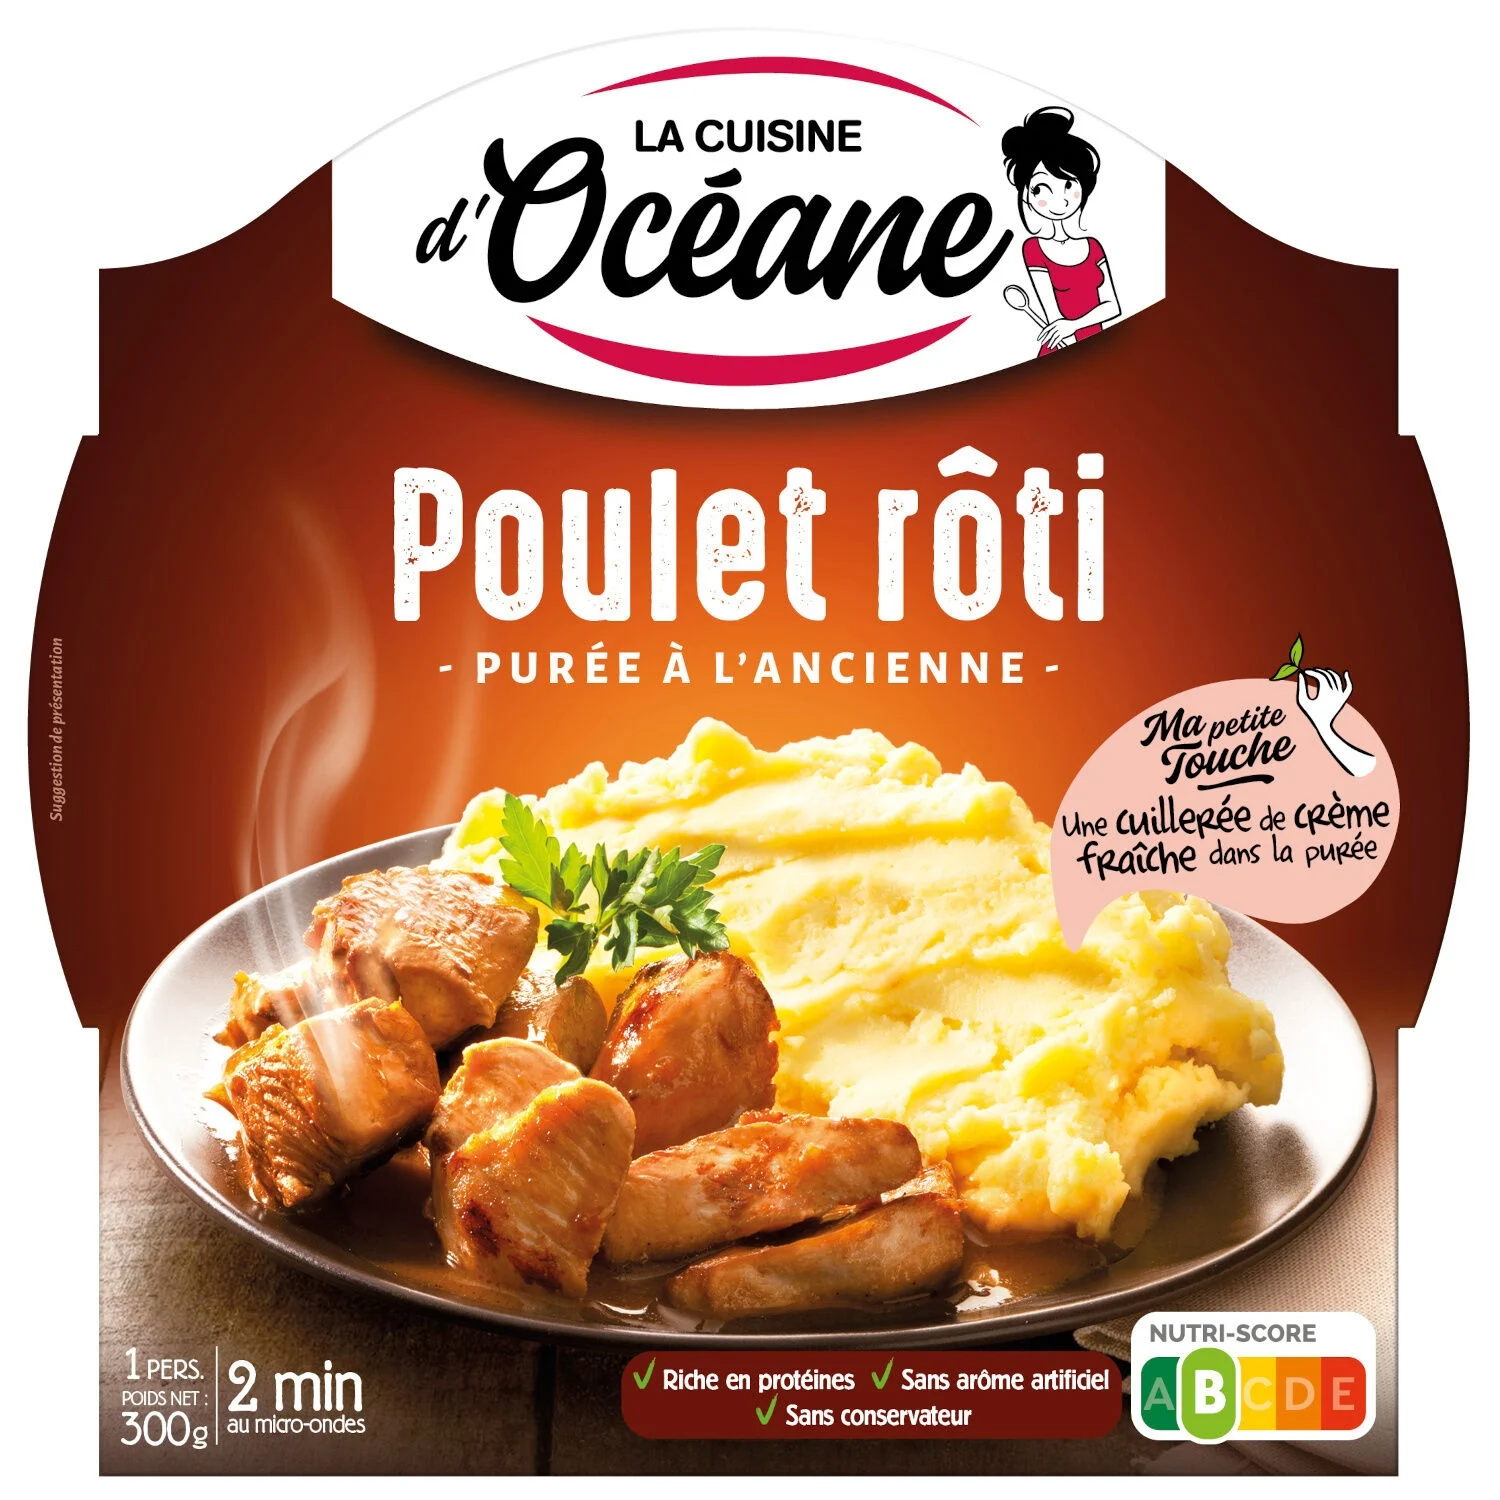 LA CUISINE
d'Océane
Poulet rôti
- PURÉE À L'ANCIENNE -
Suggestion de présentation
Ma petite
Touche
Une cuillerée de crème
fraîche dans la purée
1 PERS.
POIDS NET :
300g
2 min
au micro-ondes
Riche en protéines
Sans arôme artificiel
Sans conservateur
NUTRI-SCORE
A B C D E